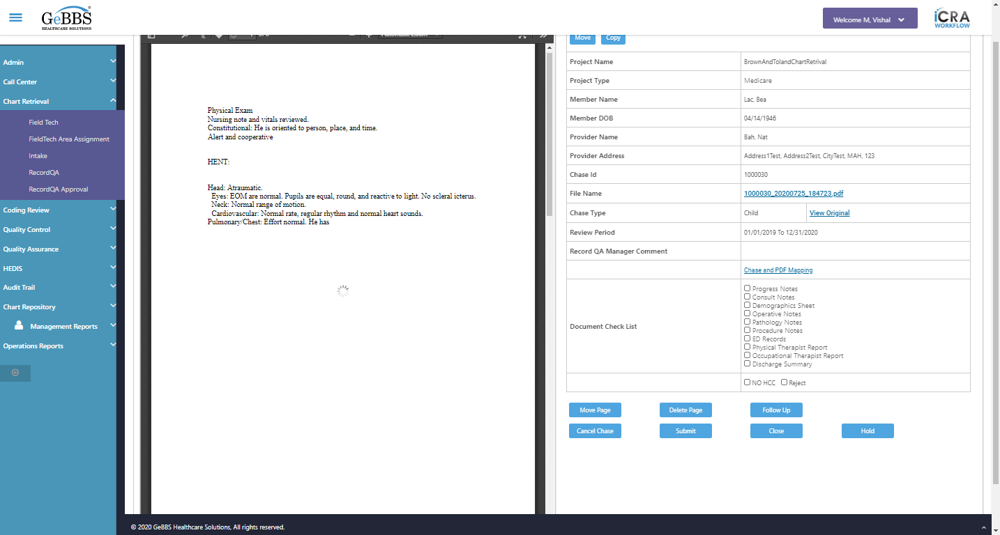 GeBBS
HEALTHCARE SOLUTIONS
Welcome M, Vishal
iCRA
WORKFLOW
Admin
Call Center
Chart Retrieval
Field Tech
FieldTech Area Assignment
Intake
RecordQA
RecordQA Approval
Coding Review
Quality Control
Quality Assurance
HEDIS
Audit Trail
Chart Repository
Management Reports
Operations Reports
Physical Exam
Nursing note and vitals reviewed.
Constitutional: He is oriented to person, place, and time.
Alert and cooperative
HENT:
Head: Atraumatic.
Eyes: EOM are normal. Pupils are equal, round, and reactive to light. No scleral icterus.
Neck: Normal range of motion.
Cardiovascular: Normal rate, regular rhythm and normal heart sounds.
Pulmonary/Chest: Effort normal. He has
Move Copy
Project Name BrownAndTolandChartRetrival
Project Type Medicare
Member Name Lac, Bea
Member DOB 04/14/1946
Provider Name Bah, Nat
Provider Address Address1Test, Address2Test, CityTest, MAH, 123
Chase Id 1000030
File Name 1000030_20200725_184723.pdf
Chase Type Child View Original
Review Period 01/01/2019 To 12/31/2020
Record QA Manager Comment
Chase and PDF Mapping
Document Check List
Progress Notes
Consult Notes
Demographics Sheet
Operative Notes
Pathology Notes
Procedure Notes
ED Records
Physical Therapist Report
Occupational Therapist Report
Discharge Summary
NO HCC Reject
Move Page Delete Page Follow Up
Cancel Chase Submit Close Hold
© 2020 GeBBS Healthcare Solutions, All rights reserved.